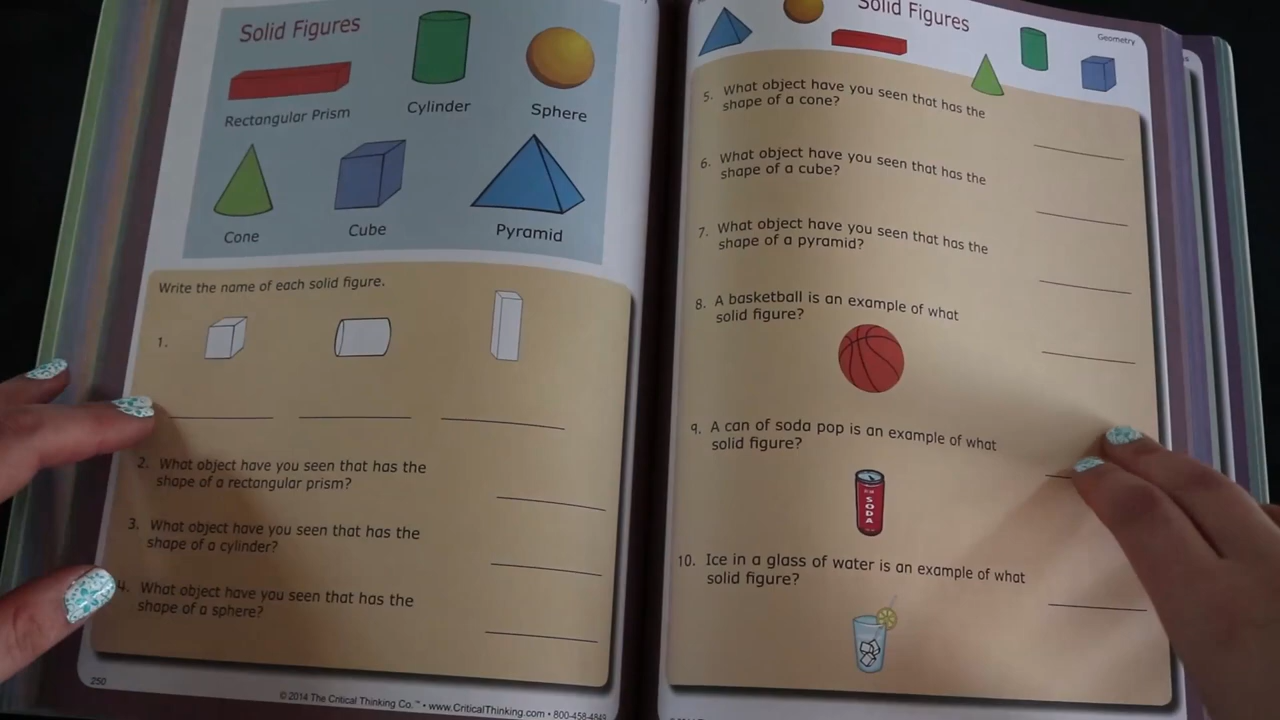 Solid Figures
Rectangular Prism
Cylinder
Sphere
Cone
Cube
Pyramid
Write the name of each solid figure.
1.
2. What object have you seen that has the
shape of a rectangular prism?
3. What object have you seen that has the
shape of a cylinder?
4. What object have you seen that has the
shape of a sphere?
250
© 2014 The Critical Thinking Co.™ • www.CriticalThinking.com • 800-458-4849
Solid Figures
Geometry
5. What object have you seen that has the
shape of a cone?
6. What object have you seen that has the
shape of a cube?
7. What object have you seen that has the
shape of a pyramid?
8. A basketball is an example of what
solid figure?
9. A can of soda pop is an example of what
solid figure?
SODA
10. Ice in a glass of water is an example of what
solid figure?